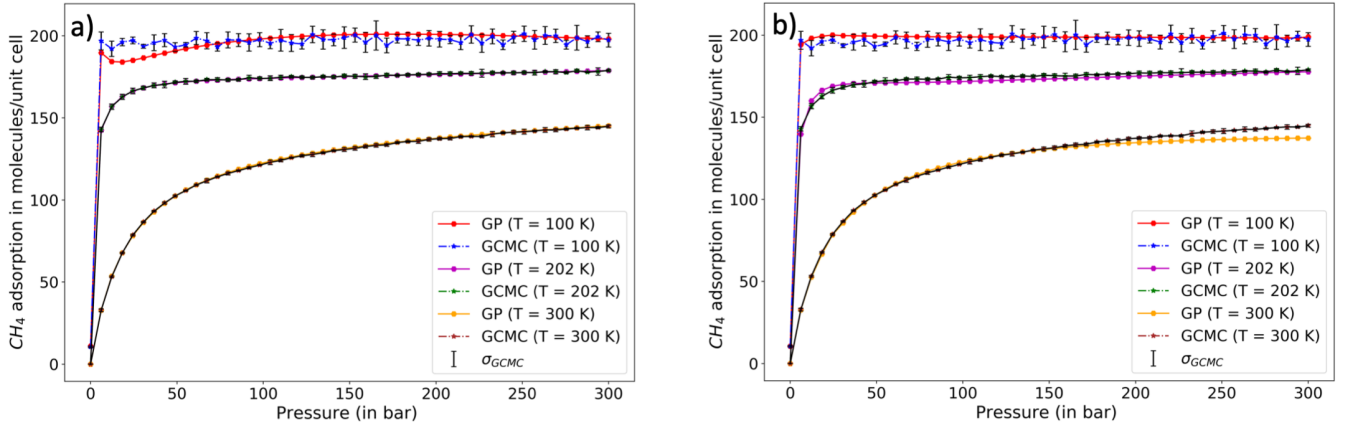 a)
CH₄ adsorption in molecules/unit cell
200
150
100
50
0
GP (T = 100 K)
GCMC (T = 100 K)
GP (T = 202 K)
GCMC (T = 202 K)
GP (T = 300 K)
GCMC (T = 300 K)
σ_GCMC
0 50 100 150 200 250 300
Pressure (in bar)
b)
CH₄ adsorption in molecules/unit cell
200
150
100
50
0
GP (T = 100 K)
GCMC (T = 100 K)
GP (T = 202 K)
GCMC (T = 202 K)
GP (T = 300 K)
GCMC (T = 300 K)
σ_GCMC
0 50 100 150 200 250 300
Pressure (in bar)